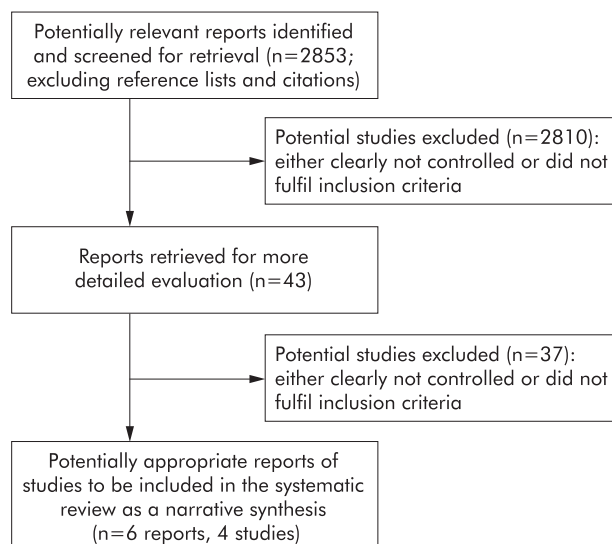 Potentially relevant reports identified
and screened for retrieval (n=2853;
excluding reference lists and citations)
Potential studies excluded (n=2810):
either clearly not controlled or did not
fulfil inclusion criteria
Reports retrieved for more
detailed evaluation (n=43)
Potential studies excluded (n=37):
either clearly not controlled or did not
fulfil inclusion criteria
Potentially appropriate reports of
studies to be included in the systematic
review as a narrative synthesis
(n=6 reports, 4 studies)